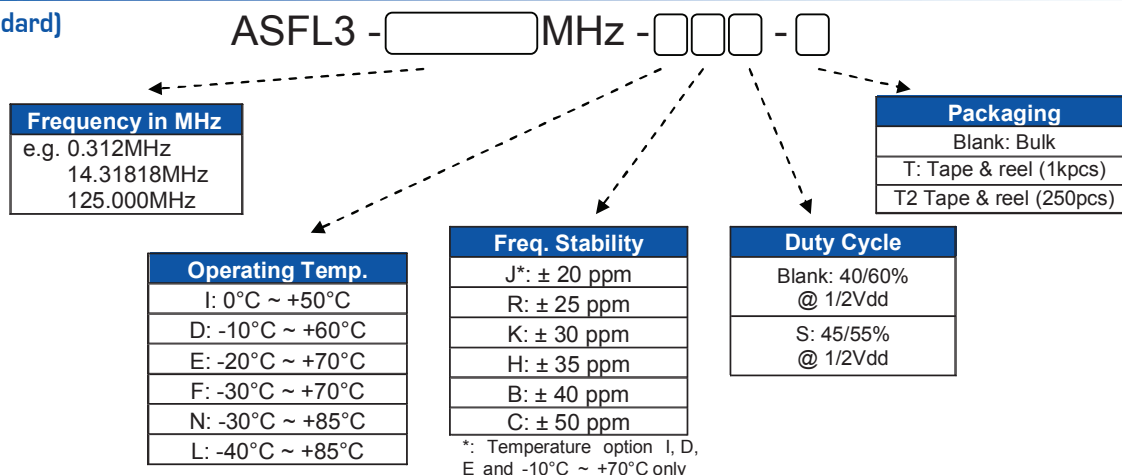 dard)
ASFL3 - MHz - -
Frequency in MHz
e.g. 0.312MHz
14.31818MHz
125.000MHz
Operating Temp.
I: 0°C ~ +50°C
D: -10°C ~ +60°C
E: -20°C ~ +70°C
F: -30°C ~ +70°C
N: -30°C ~ +85°C
L: -40°C ~ +85°C
Freq. Stability
J*: ± 20 ppm
R: ± 25 ppm
K: ± 30 ppm
H: ± 35 ppm
B: ± 40 ppm
C: ± 50 ppm
*: Temperature option I, D,
E and -10°C ~ +70°C only
Duty Cycle
Blank: 40/60%
@ 1/2Vdd
S: 45/55%
@ 1/2Vdd
Packaging
Blank: Bulk
T: Tape & reel (1kpcs)
T2 Tape & reel (250pcs)